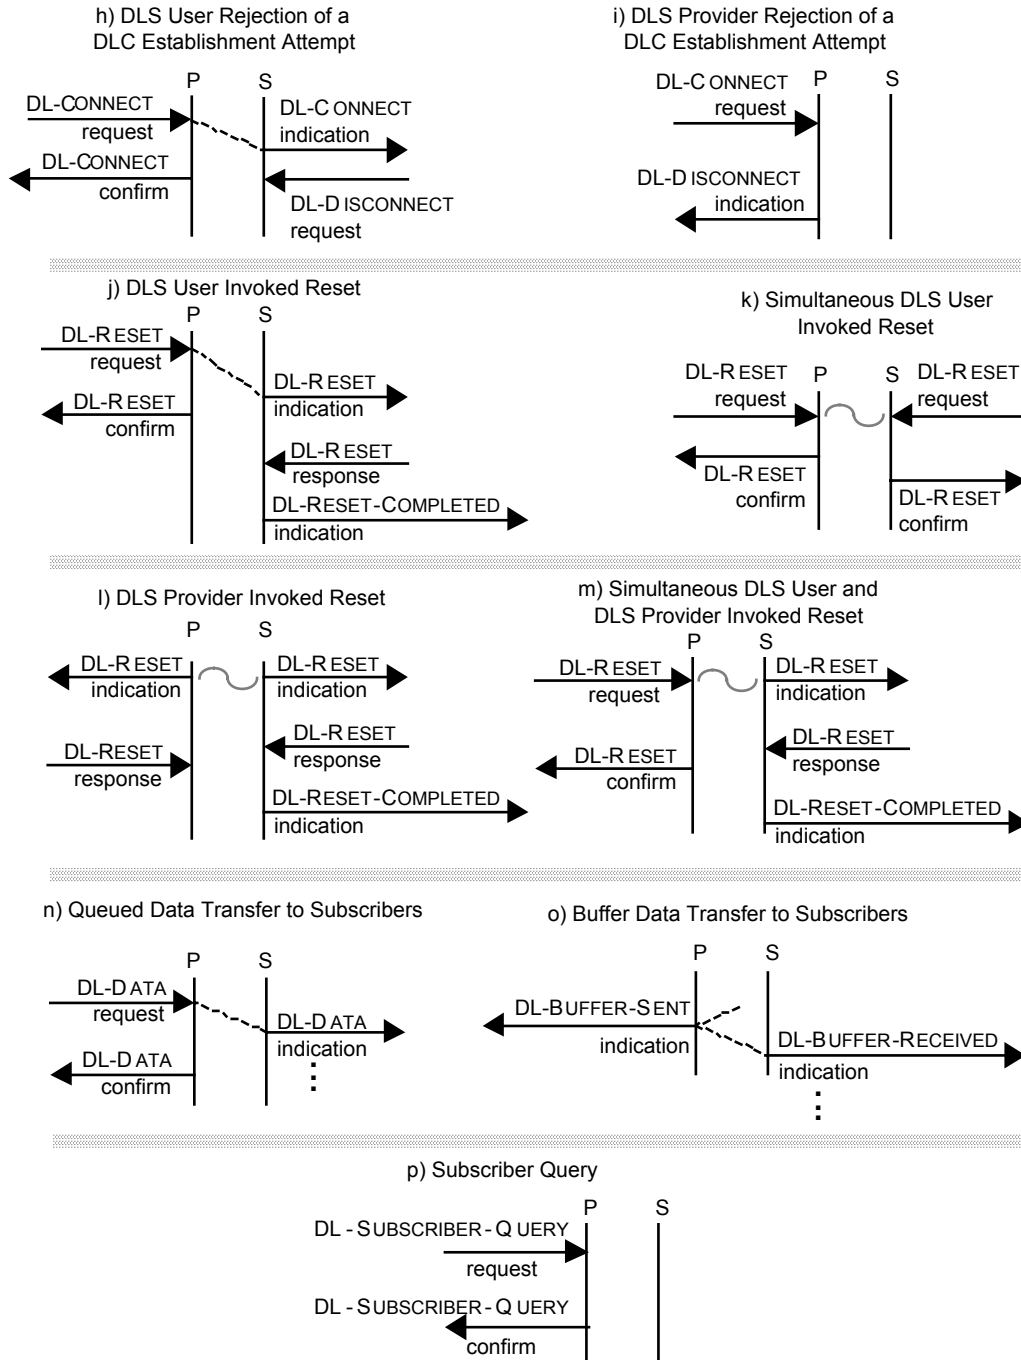 h) DLS User Rejection of a
DLC Establishment Attempt
P S
DL-CONNECT
request
DL-CONNECT
indication
DL-CONNECT
confirm
DL-DISCONNECT
request
i) DLS Provider Rejection of a
DLC Establishment Attempt
P S
DL-CONNECT
request
DL-DISCONNECT
indication
j) DLS User Invoked Reset
P S
DL-RESET
request
DL-RESET
indication
DL-RESET
confirm
DL-RESET
response
DL-RESET-COMPLETED
indication
k) Simultaneous DLS User
Invoked Reset
P S
DL-RESET
request
DL-RESET
request
DL-RESET
confirm
DL-RESET
confirm
l) DLS Provider Invoked Reset
P S
DL-RESET
indication
DL-RESET
indication
DL-RESET
response
DL-RESET
response
DL-RESET-COMPLETED
indication
m) Simultaneous DLS User and
DLS Provider Invoked Reset
P S
DL-RESET
request
DL-RESET
indication
DL-RESET
response
DL-RESET
confirm
DL-RESET-COMPLETED
indication
n) Queued Data Transfer to Subscribers
P S
DL-DATA
request
DL-DATA
indication
DL-DATA
confirm
o) Buffer Data Transfer to Subscribers
P S
DL-BUFFER-SENT
indication
DL-BUFFER-RECEIVED
indication
p) Subscriber Query
P S
DL-SUBSCRIBER-QUERY
request
DL-SUBSCRIBER-QUERY
confirm